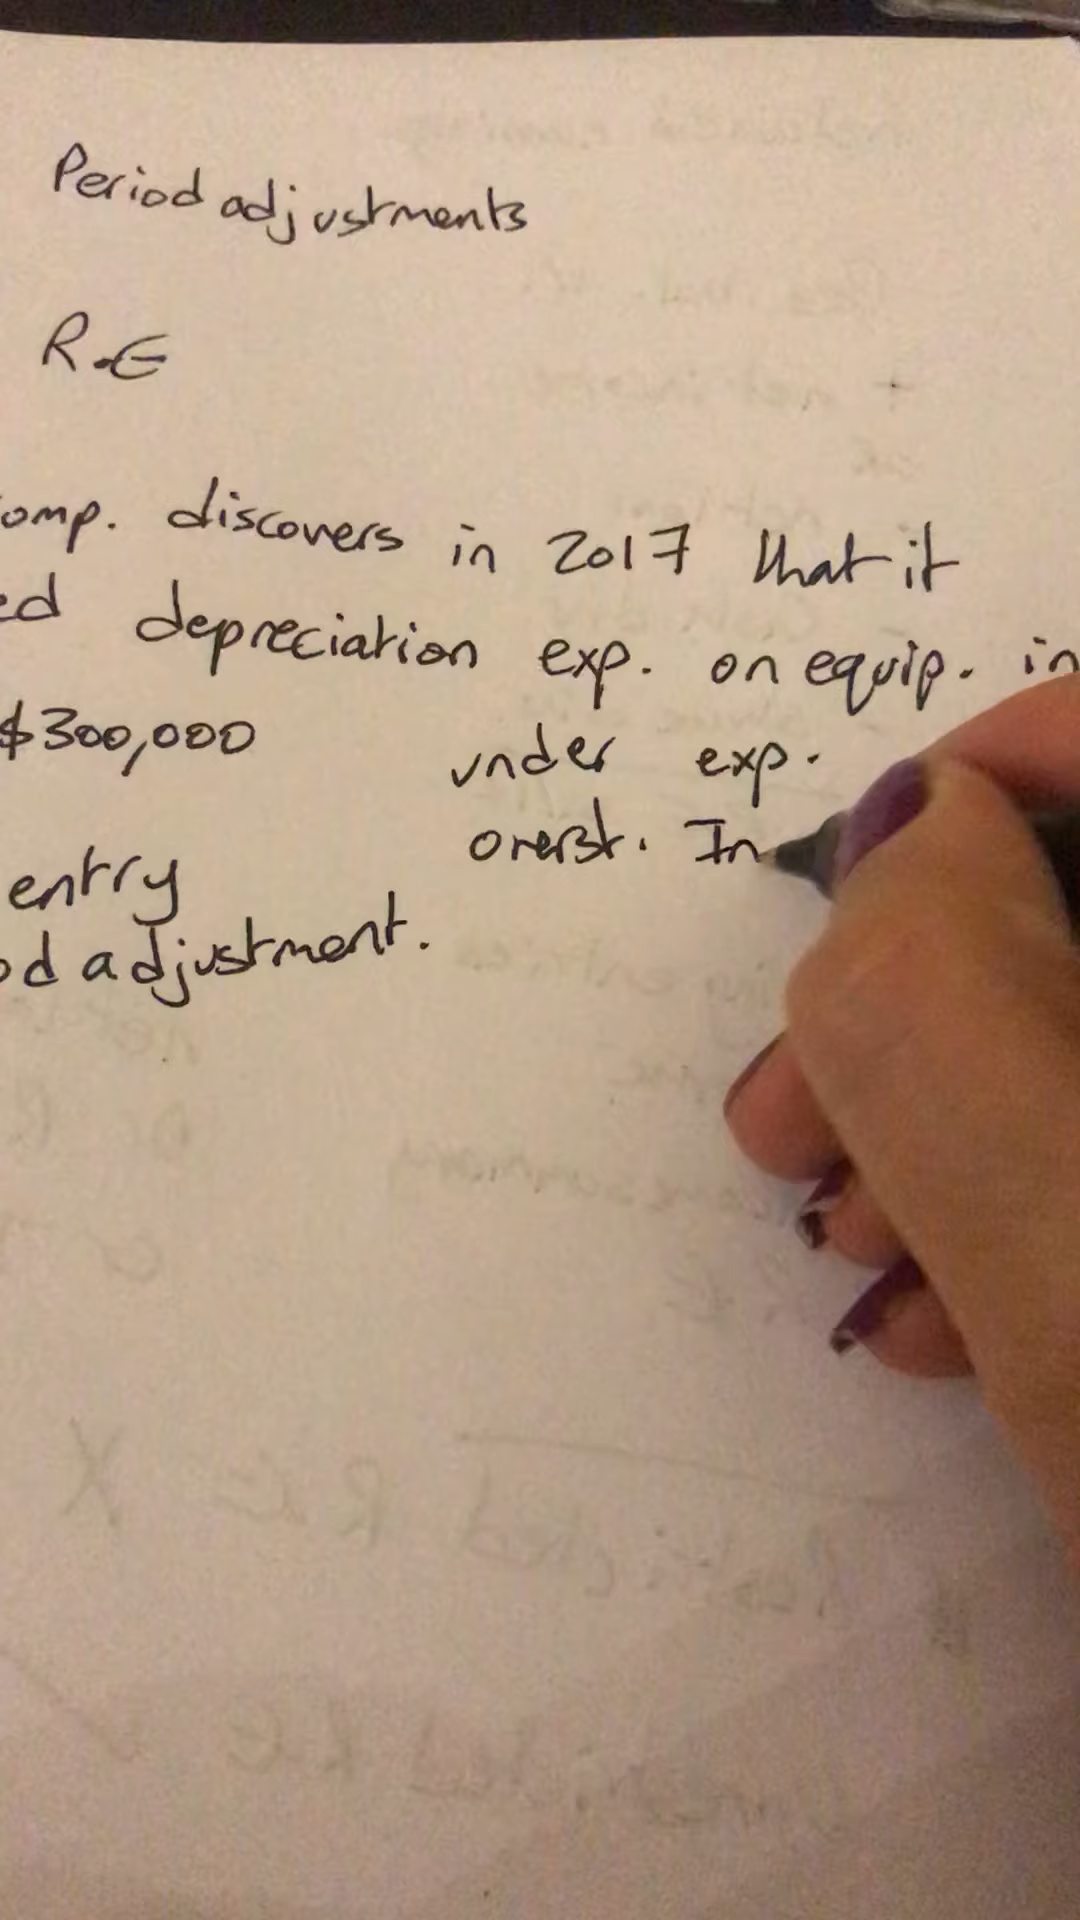 Period adjustments
R.E
omp. discovers in 2017 that it
ed depreciation exp. on equip. in
$300,000 under exp.
overst. In
entry
od adjustment.